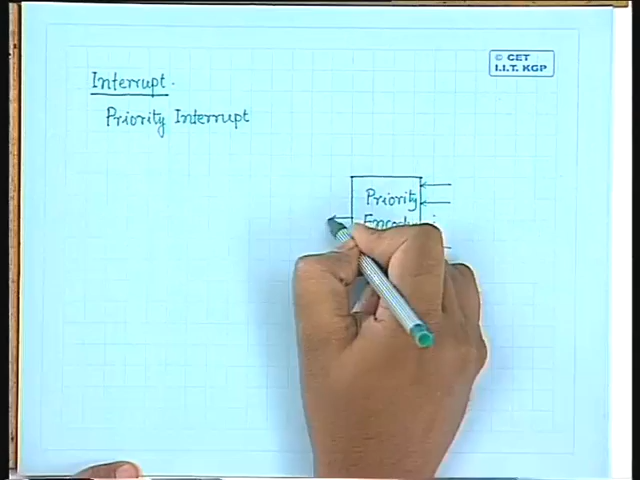 © CET
I.I.T. KGP
Interrupt.
Priority Interrupt
Priority